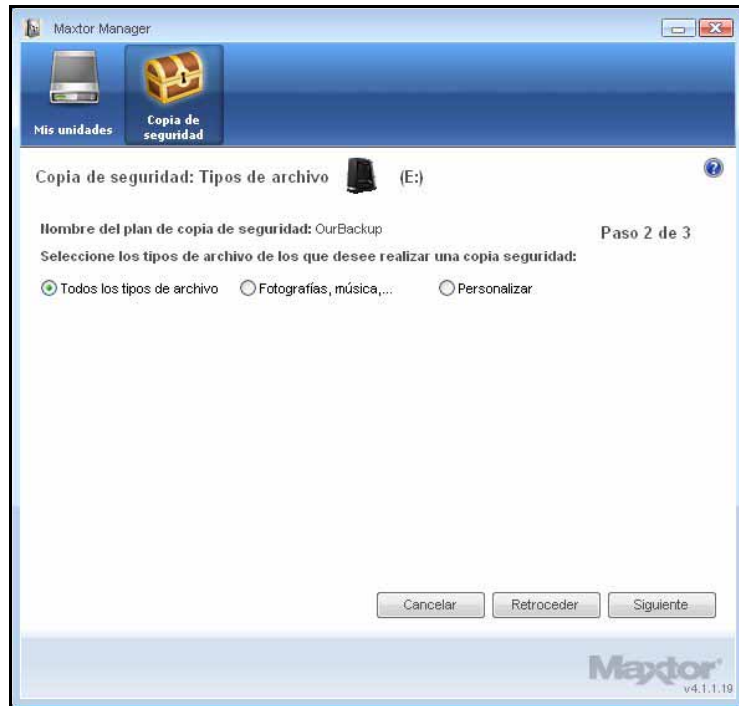 Maxtor Manager
Mis unidades
Copia de
seguridad
Copia de seguridad: Tipos de archivo (E:)
Nombre del plan de copia de seguridad: OurBackup
Paso 2 de 3
Seleccione los tipos de archivo de los que desee realizar una copia seguridad:
Todos los tipos de archivo Fotografías, música,... Personalizar
Cancelar Retroceder Siguiente
Maxtor
v4.1.1.19